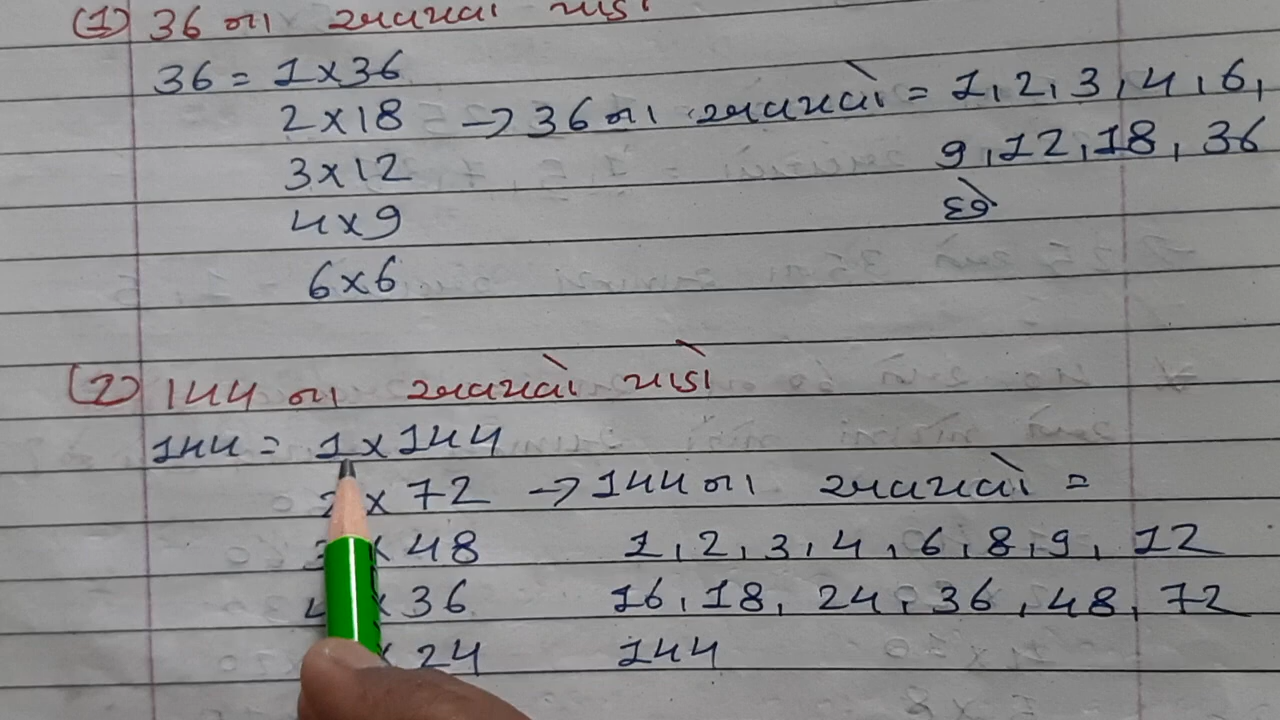 (1) 36 ના અવયવો પાડો
36 = 1×36
2×18 → 36 ના અવયવો = 1, 2, 3, 4, 6,
3×12 9, 12, 18, 36
4×9 છે
6×6
(2) 144 ના અવયવો પાડો
144 = 1×144
× 72 → 144 ના અવયવો =
× 48 1, 2, 3, 4, 6, 8, 9, 12
× 36 16, 18, 24, 36, 48, 72
× 24 144